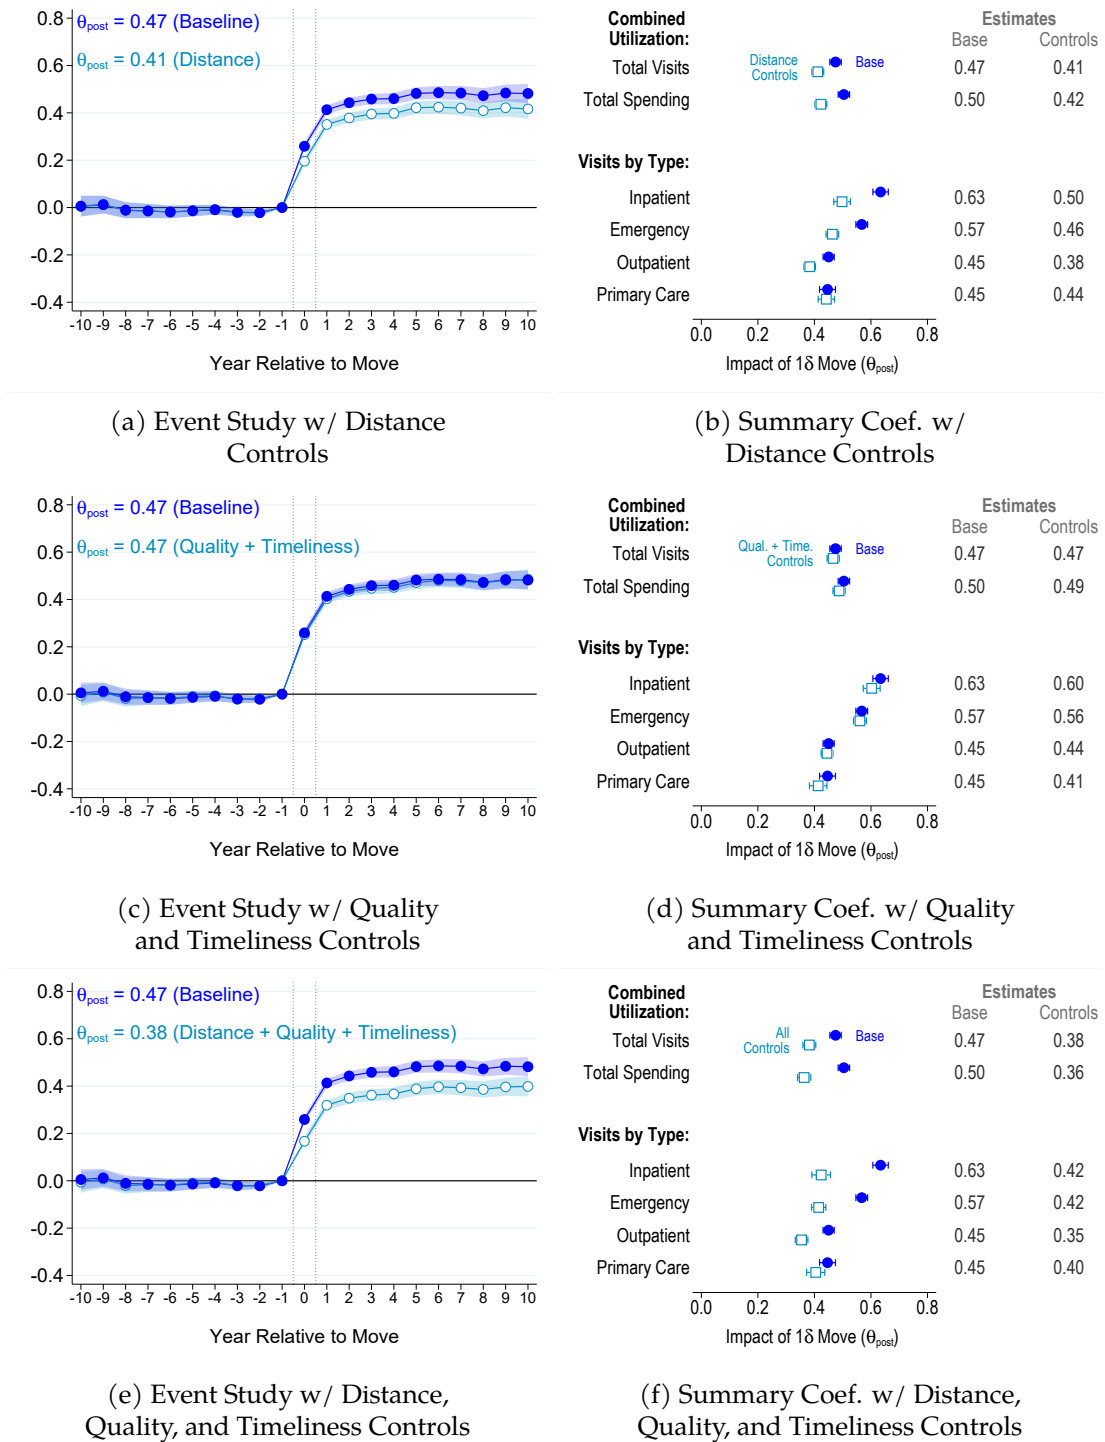 θpost = 0.47 (Baseline)
θpost = 0.41 (Distance)
0.8
0.6
0.4
0.2
0.0
-0.2
-0.4
-10 -9 -8 -7 -6 -5 -4 -3 -2 -1 0 1 2 3 4 5 6 7 8 9 10
Year Relative to Move
(a) Event Study w/ Distance
Controls
Combined
Utilization:
Estimates
Base Controls
Distance
Controls
Base
Total Visits 0.47 0.41
Total Spending 0.50 0.42
Visits by Type:
Inpatient 0.63 0.50
Emergency 0.57 0.46
Outpatient 0.45 0.38
Primary Care 0.45 0.44
0.0 0.2 0.4 0.6 0.8
Impact of 1δ Move (θpost)
(b) Summary Coef. w/
Distance Controls
θpost = 0.47 (Baseline)
θpost = 0.47 (Quality + Timeliness)
0.8
0.6
0.4
0.2
0.0
-0.2
-0.4
-10 -9 -8 -7 -6 -5 -4 -3 -2 -1 0 1 2 3 4 5 6 7 8 9 10
Year Relative to Move
(c) Event Study w/ Quality
and Timeliness Controls
Combined
Utilization:
Estimates
Base Controls
Qual. + Time.
Controls
Base
Total Visits 0.47 0.47
Total Spending 0.50 0.49
Visits by Type:
Inpatient 0.63 0.60
Emergency 0.57 0.56
Outpatient 0.45 0.44
Primary Care 0.45 0.41
0.0 0.2 0.4 0.6 0.8
Impact of 1δ Move (θpost)
(d) Summary Coef. w/ Quality
and Timeliness Controls
θpost = 0.47 (Baseline)
θpost = 0.38 (Distance + Quality + Timeliness)
0.8
0.6
0.4
0.2
0.0
-0.2
-0.4
-10 -9 -8 -7 -6 -5 -4 -3 -2 -1 0 1 2 3 4 5 6 7 8 9 10
Year Relative to Move
(e) Event Study w/ Distance,
Quality, and Timeliness Controls
Combined
Utilization:
Estimates
Base Controls
All
Controls
Base
Total Visits 0.47 0.38
Total Spending 0.50 0.36
Visits by Type:
Inpatient 0.63 0.42
Emergency 0.57 0.42
Outpatient 0.45 0.35
Primary Care 0.45 0.40
0.0 0.2 0.4 0.6 0.8
Impact of 1δ Move (θpost)
(f) Summary Coef. w/ Distance,
Quality, and Timeliness Controls